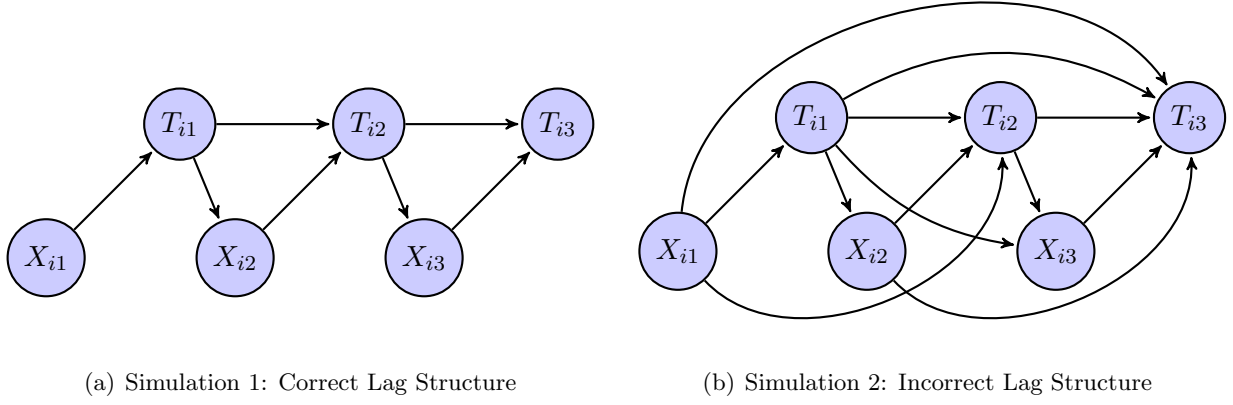 T_{i1} T_{i2} T_{i3}
X_{i1} X_{i2} X_{i3}
(a) Simulation 1: Correct Lag Structure
T_{i1} T_{i2} T_{i3}
X_{i1} X_{i2} X_{i3}
(b) Simulation 2: Incorrect Lag Structure